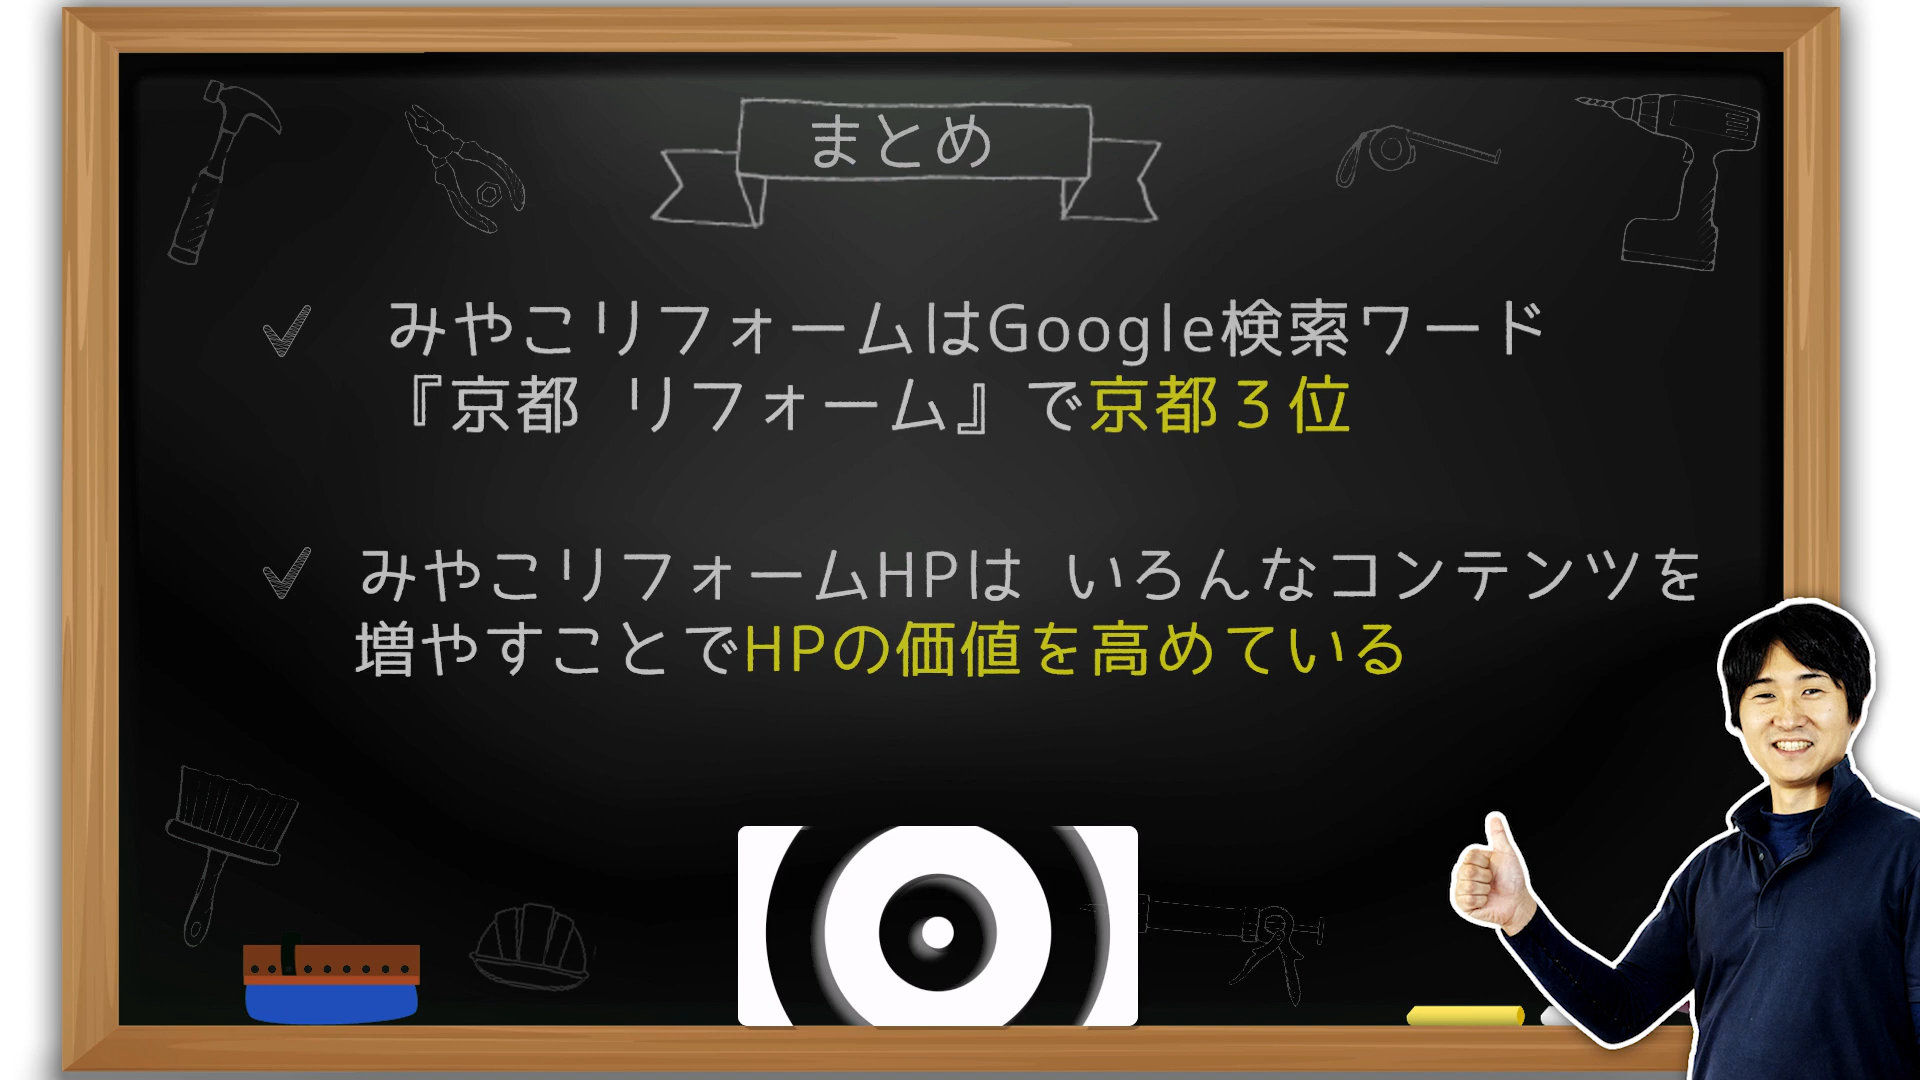 まとめ
みやこリフォームはGoogle検索ワード
『京都 リフォーム』で京都３位
みやこリフォームHPは いろんなコンテンツを
増やすことでHPの価値を高めている